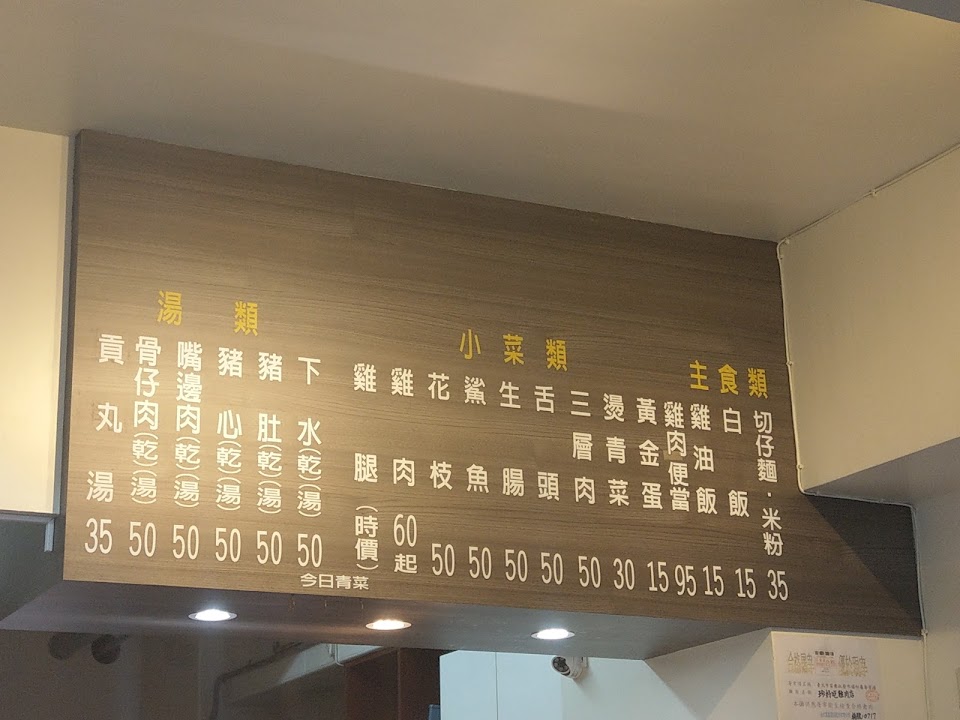 主食類
切仔麵·米粉 35
白飯 15
雞油飯 15
雞肉便當 95
小菜類
黃金蛋 15
燙青菜 30
三層肉 50
舌頭 50
生腸 50
鯊魚 50
花枝 50
雞肉 60起
雞腿(時價)
湯類
下水(乾)(湯) 50
豬肚(乾)(湯) 50
豬心(乾)(湯) 50
嘴邊肉(乾)(湯) 50
骨仔肉(乾)(湯) 50
貢丸湯 35
今日青菜